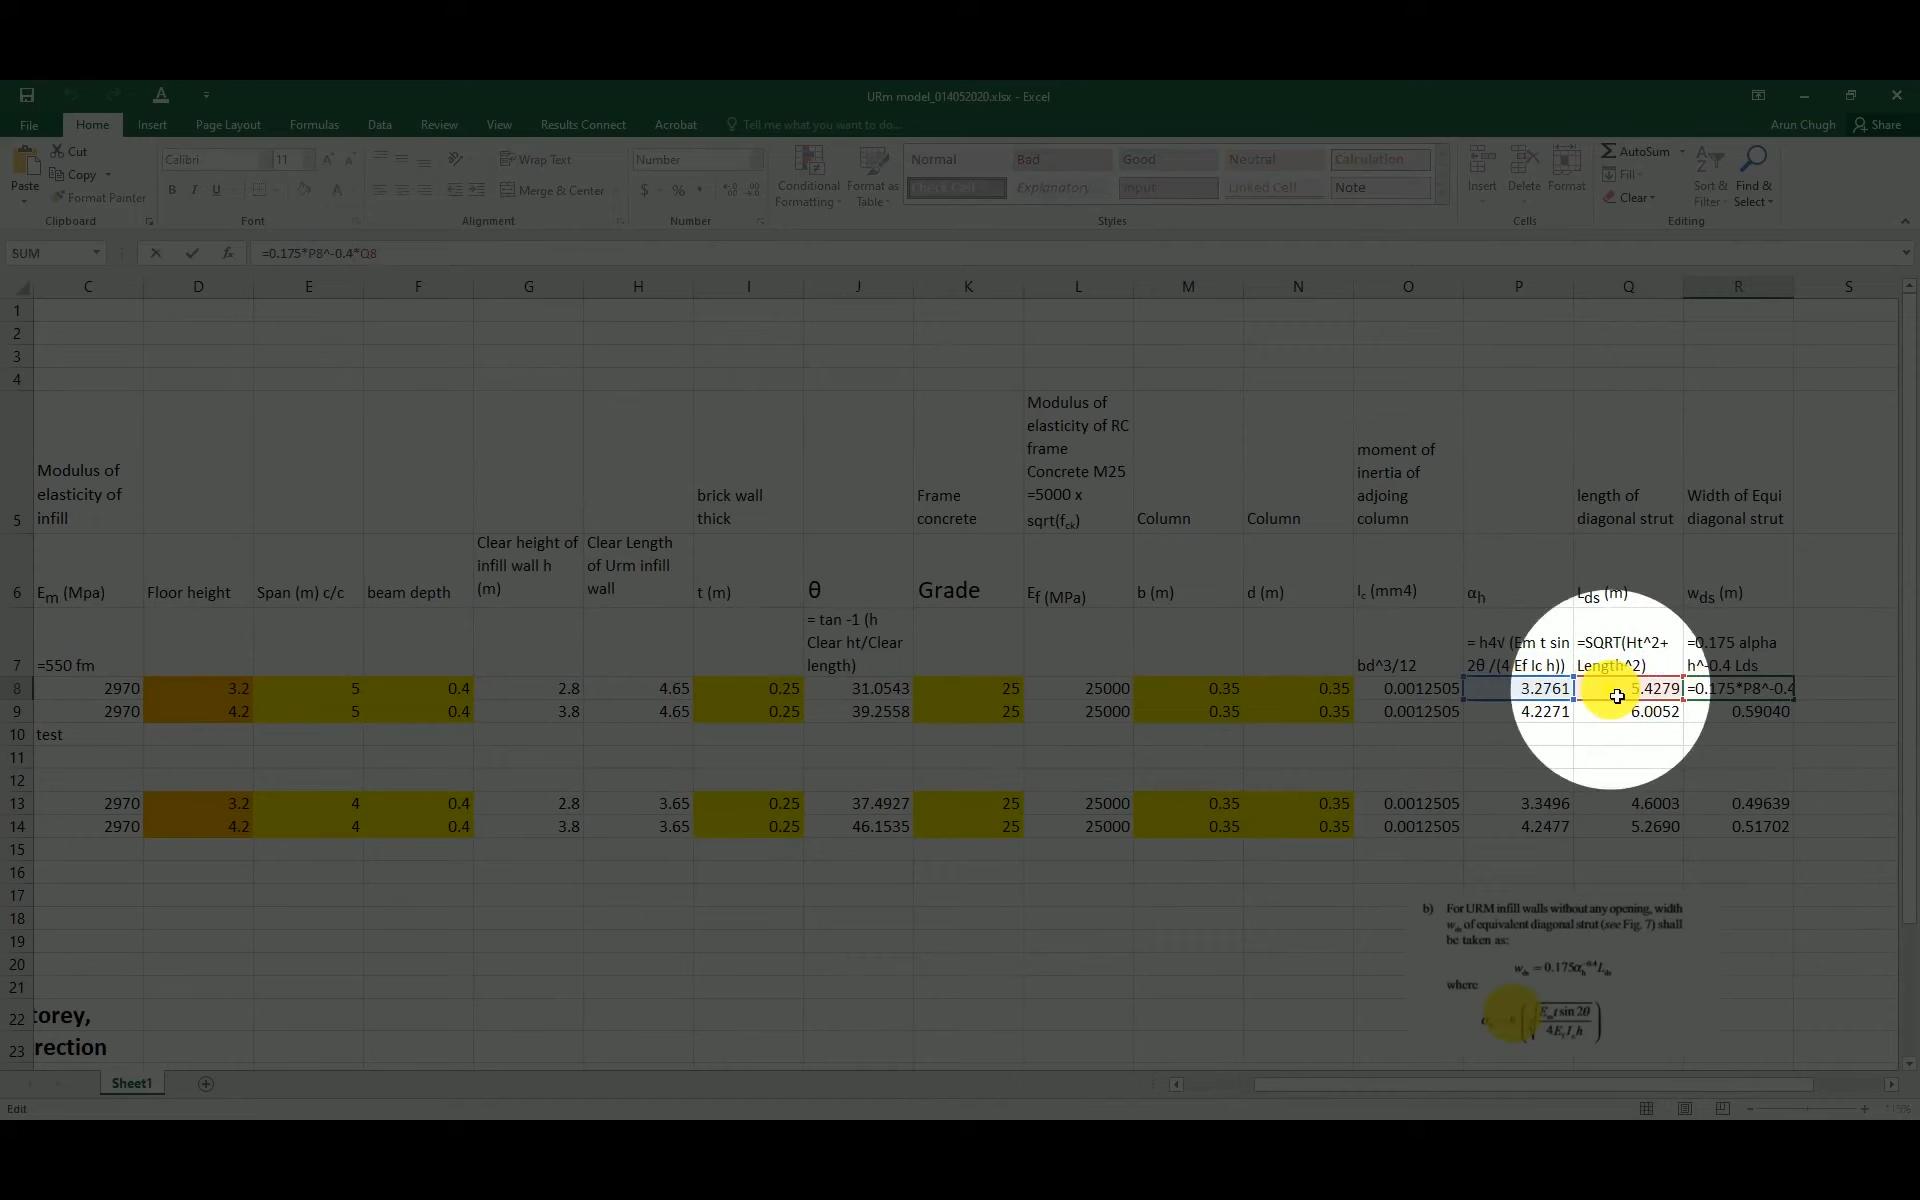 URm model_014052020.xlsx - Excel
File Home Insert Page Layout Formulas Data Review View Results Connect Acrobat Tell me what you want to do... Arun Chugh Share
Paste
Cut
Copy
Format Painter
Clipboard
Calibri 11
B I U
Font
Wrap Text
Merge & Center
Alignment
Number
$ % ,
Number
Conditional
Formatting
Format as
Table
Normal Bad Good Neutral Calculation
Check Cell Explanatory... Input Linked Cell Note
Styles
Insert Delete Format
Cells
AutoSum
Fill
Clear
Sort &
Filter
Find &
Select
Editing
SUM fx =0.175*P8^-0.4*Q8
C D E F G H I J K L M N O P Q R S
1
2
3
4
5
Modulus of
elasticity of
infill
brick wall
thick
Frame
concrete
Modulus of
elasticity of RC
frame
Concrete M25
=5000 x
sqrt(fck)
Column
Column
moment of
inertia of
adjoing
column
length of
diagonal strut
Width of Equi
diagonal strut
6
Em (Mpa)
Floor height
Span (m) c/c
beam depth
Clear height of
infill wall h
(m)
Clear Length
of Urm infill
wall
t (m)
θ
Grade
Ef (MPa)
b (m)
d (m)
Ic (mm4)
αh
Lds (m)
wds (m)
7
=550 fm
= tan -1 (h
Clear ht/Clear
length)
bd^3/12
= h4√ (Em t sin
2θ /(4 Ef Ic h))
=SQRT(Ht^2+
Length^2)
=0.175 alpha
h^-0.4 Lds
8 2970 3.2 5 0.4 2.8 4.65 0.25 31.0543 25 25000 0.35 0.35 0.0012505 3.2761 5.4279 =0.175*P8^-0.4
9 2970 4.2 5 0.4 3.8 4.65 0.25 39.2558 25 25000 0.35 0.35 0.0012505 4.2271 6.0052 0.59040
10 test
11
12
13 2970 3.2 4 0.4 2.8 3.65 0.25 37.4927 25 25000 0.35 0.35 0.0012505 3.3496 4.6003 0.49639
14 2970 4.2 4 0.4 3.8 3.65 0.25 46.1535 25 25000 0.35 0.35 0.0012505 4.2477 5.2690 0.51702
15
16
17
18
19
20
21
22 torey,
23 rection
b) For URM infill walls without any opening, width
wds of equivalent diagonal strut (see Fig. 7) shall
be taken as:
wds = 0.175αh^-0.4 Lds
where
Em t sin 2θ
4Ef Ic h
Sheet1
Edit